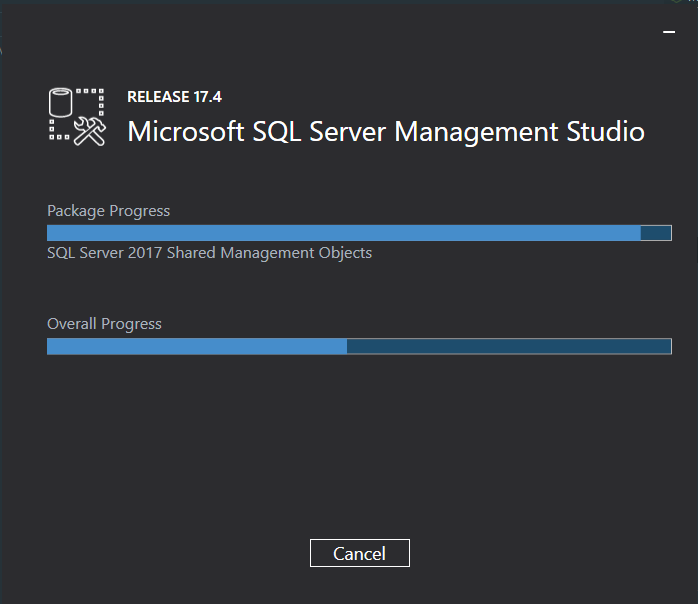 RELEASE 17.4
Microsoft SQL Server Management Studio
Package Progress
SQL Server 2017 Shared Management Objects
Overall Progress
Cancel